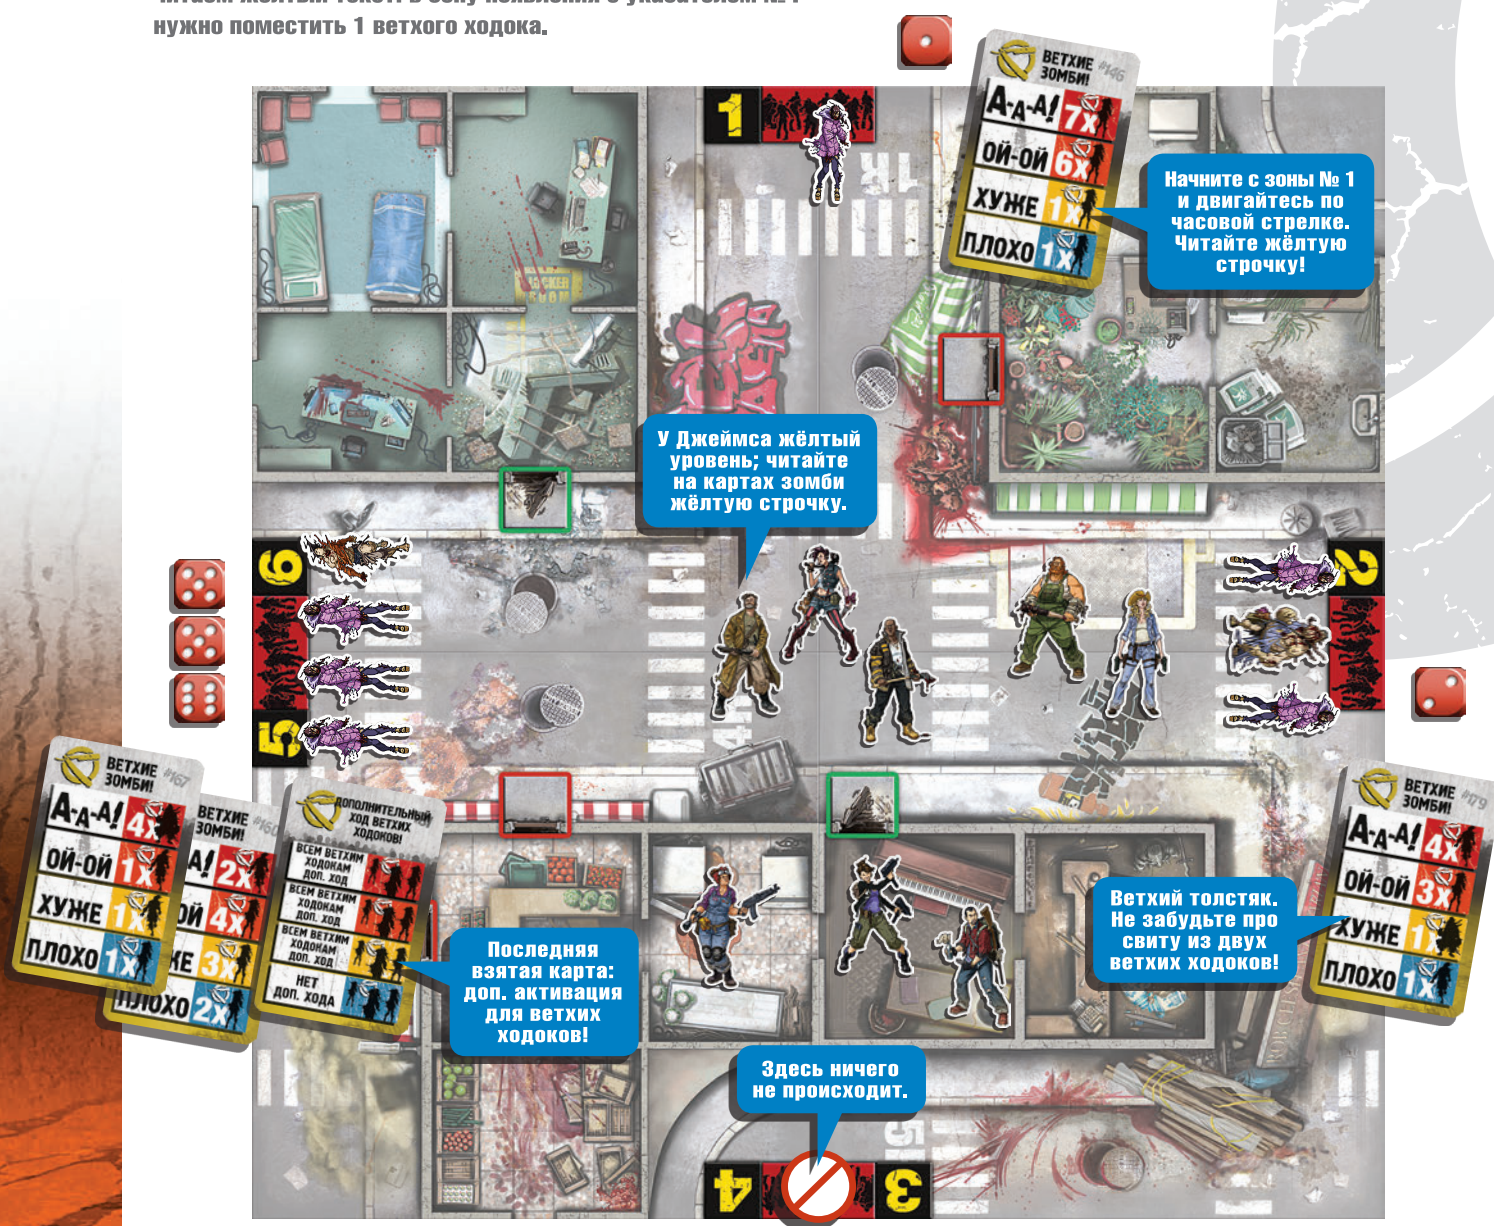 нужно поместить 1 ветхого ходока.
ВЕТХИЕ
ЗОМБИ!
#146
А-А-А! 7X
ОЙ-ОЙ 6X
ХУЖЕ 1X
ПЛОХО 1X
1
Начните с зоны № 1
и двигайтесь по
часовой стрелке.
Читайте жёлтую
строчку!
У Джеймса жёлтый
уровень; читайте
на картах зомби
жёлтую строчку.
6
2
5
ВЕТХИЕ
ЗОМБИ!
#167
А-А-А! 4X
ОЙ-ОЙ 1X
ХУЖЕ 1X
ПЛОХО 1X
ВЕТХИЕ
ЗОМБИ!
#160
А! 2X
ОЙ 4X
ЖЕ 3X
ПЛОХО 2X
ДОПОЛНИТЕЛЬНЫЙ
ХОД ВЕТХИХ
ХОДОКОВ!
ВСЕМ ВЕТХИМ
ХОДОКАМ
ДОП. ХОД
ВСЕМ ВЕТХИМ
ХОДОКАМ
ДОП. ХОД
ВСЕМ ВЕТХИМ
ХОДОКАМ
ДОП. ХОД
НЕТ
ДОП. ХОДА
Последняя
взятая карта:
доп. активация
для ветхих
ходоков!
ВЕТХИЕ
ЗОМБИ!
#179
А-А-А! 4X
ОЙ-ОЙ 3X
ХУЖЕ 1X
ПЛОХО 1X
Ветхий толстяк.
Не забудьте про
свиту из двух
ветхих ходоков!
Здесь ничего
не происходит.
4
3